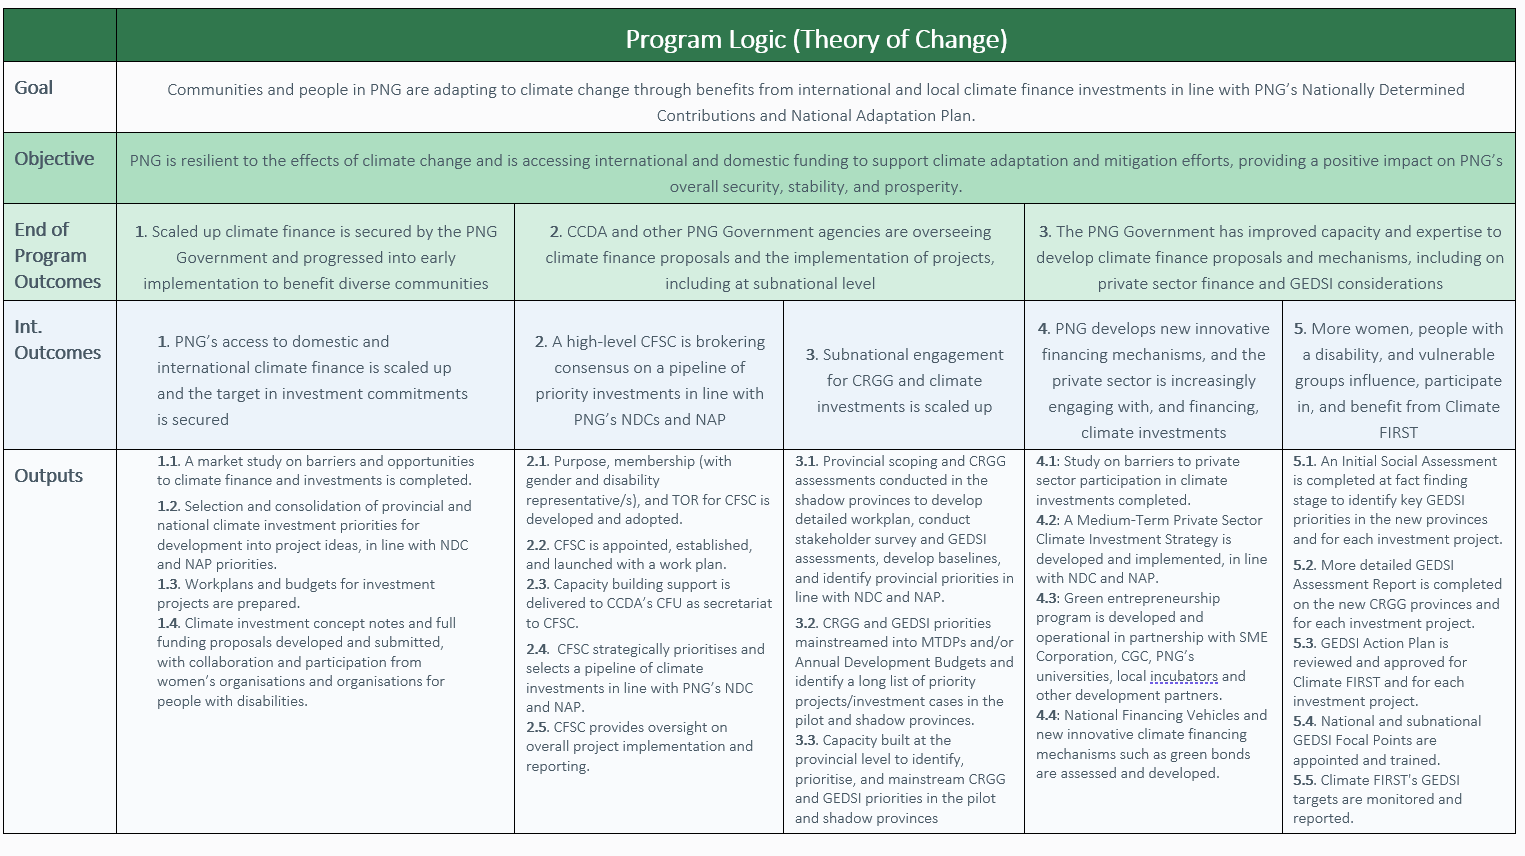 Program Logic (Theory of Change)
Goal
Communities and people in PNG are adapting to climate change through benefits from international and local climate finance investments in line with PNG's Nationally Determined
Contributions and National Adaptation Plan.
Objective
PNG is resilient to the effects of climate change and is accessing international and domestic funding to support climate adaptation and mitigation efforts, providing a positive impact on PNG's
overall security, stability, and prosperity.
End of
Program
Outcomes
1. Scaled up climate finance is secured by the PNG
Government and progressed into early
implementation to benefit diverse communities
2. CCDA and other PNG Government agencies are overseeing
climate finance proposals and the implementation of projects,
including at subnational level
3. The PNG Government has improved capacity and expertise to
develop climate finance proposals and mechanisms, including on
private sector finance and GEDSI considerations
Int.
Outcomes
1. PNG's access to domestic and
international climate finance is scaled up
and the target in investment commitments
is secured
2. A high-level CFSC is brokering
consensus on a pipeline of
priority investments in line with
PNG's NDCs and NAP
3. Subnational engagement
for CRGG and climate
investments is scaled up
4. PNG develops new innovative
financing mechanisms, and the
private sector is increasingly
engaging with, and financing,
climate investments
5. More women, people with
a disability, and vulnerable
groups influence, participate
in, and benefit from Climate
FIRST
Outputs
1.1. A market study on barriers and opportunities
to climate finance and investments is completed.
1.2. Selection and consolidation of provincial and
national climate investment priorities for
development into project ideas, in line with NDC
and NAP priorities.
1.3. Workplans and budgets for investment
projects are prepared.
1.4. Climate investment concept notes and full
funding proposals developed and submitted,
with collaboration and participation from
women's organisations and organisations for
people with disabilities.
2.1. Purpose, membership (with
gender and disability
representative/s), and TOR for CFSC is
developed and adopted.
2.2. CFSC is appointed, established,
and launched with a work plan.
2.3. Capacity building support is
delivered to CCDA's CFU as secretariat
to CFSC.
2.4. CFSC strategically prioritises and
selects a pipeline of climate
investments in line with PNG's NDC
and NAP.
2.5. CFSC provides oversight on
overall project implementation and
reporting.
3.1. Provincial scoping and CRGG
assessments conducted in the
shadow provinces to develop
detailed workplan, conduct
stakeholder survey and GEDSI
assessments, develop baselines,
and identify provincial priorities in
line with NDC and NAP.
3.2. CRGG and GEDSI priorities
mainstreamed into MTDPs and/or
Annual Development Budgets and
identify a long list of priority
projects/investment cases in the
pilot and shadow provinces.
3.3. Capacity built at the
provincial level to identify,
prioritise, and mainstream CRGG
and GEDSI priorities in the pilot
and shadow provinces
4.1: Study on barriers to private
sector participation in climate
investments completed.
4.2: A Medium-Term Private Sector
Climate Investment Strategy is
developed and implemented, in line
with NDC and NAP.
4.3: Green entrepreneurship
program is developed and
operational in partnership with SME
Corporation, CGC, PNG's
universities, local incubators and
other development partners.
4.4: National Financing Vehicles and
new innovative climate financing
mechanisms such as green bonds
are assessed and developed.
5.1. An Initial Social Assessment
is completed at fact finding
stage to identify key GEDSI
priorities in the new provinces
and for each investment project.
5.2. More detailed GEDSI
Assessment Report is completed
on the new CRGG provinces and
for each investment project.
5.3. GEDSI Action Plan is
reviewed and approved for
Climate FIRST and for each
investment project.
5.4. National and subnational
GEDSI Focal Points are
appointed and trained.
5.5. Climate FIRST's GEDSI
targets are monitored and
reported.